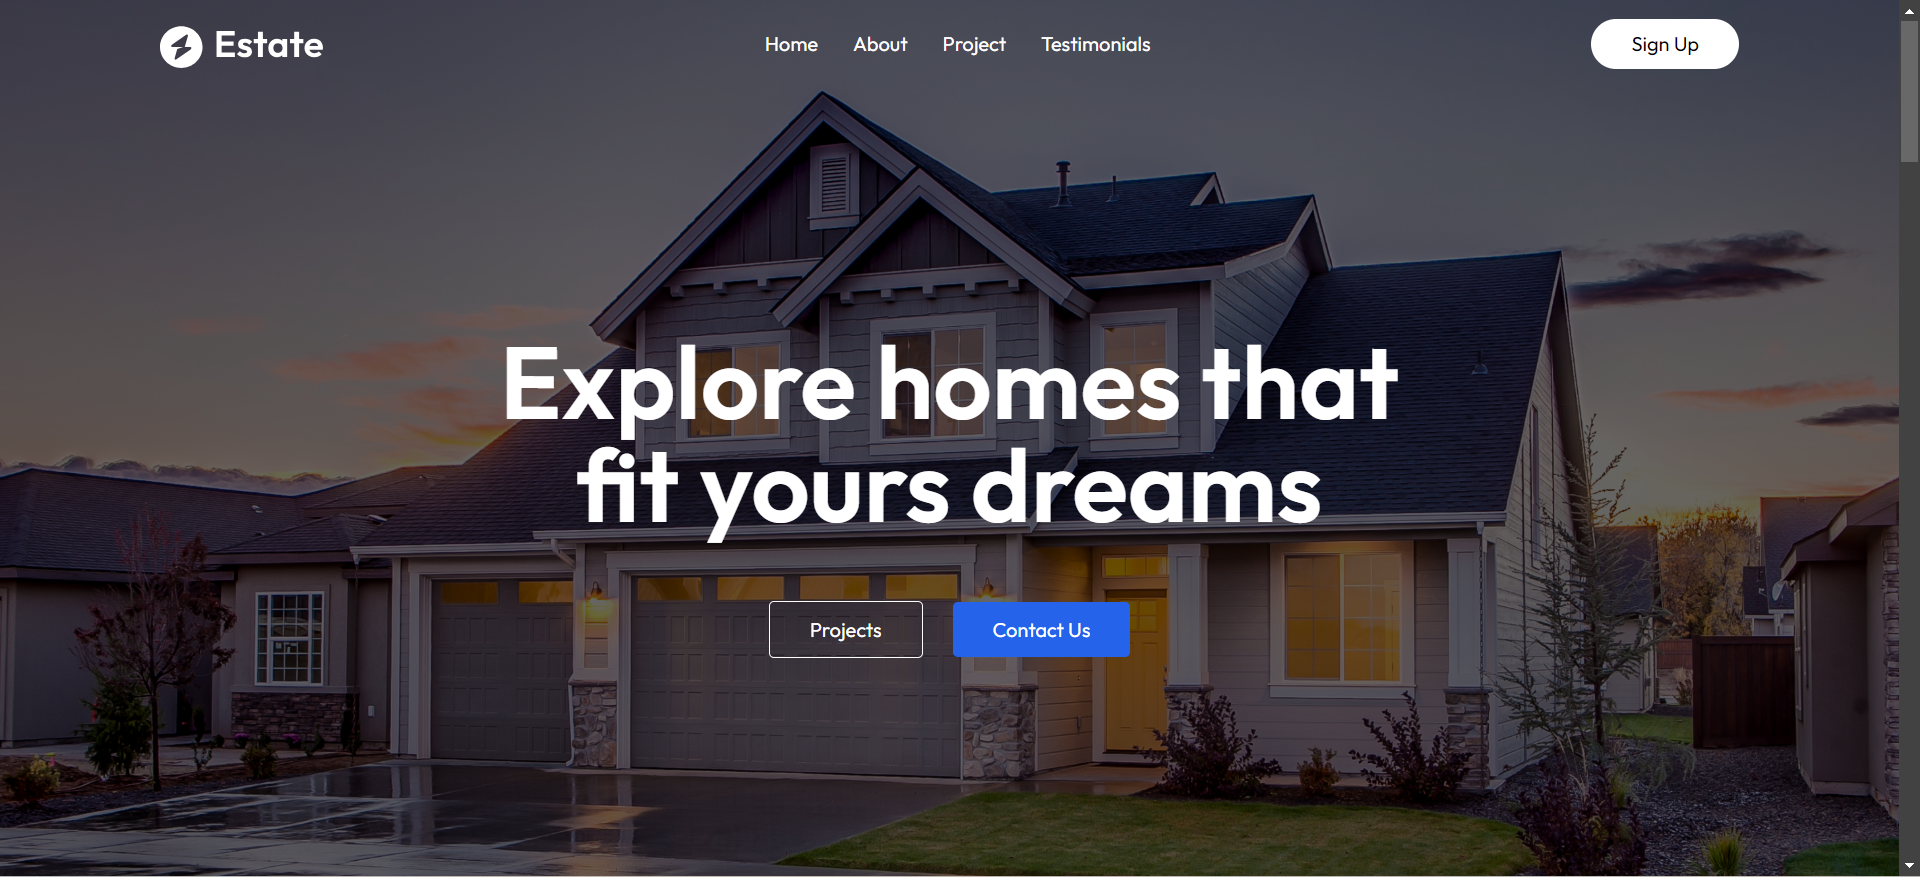 Estate
Home About Project Testimonials
Sign Up
Explore homes that
fit yours dreams
Projects
Contact Us